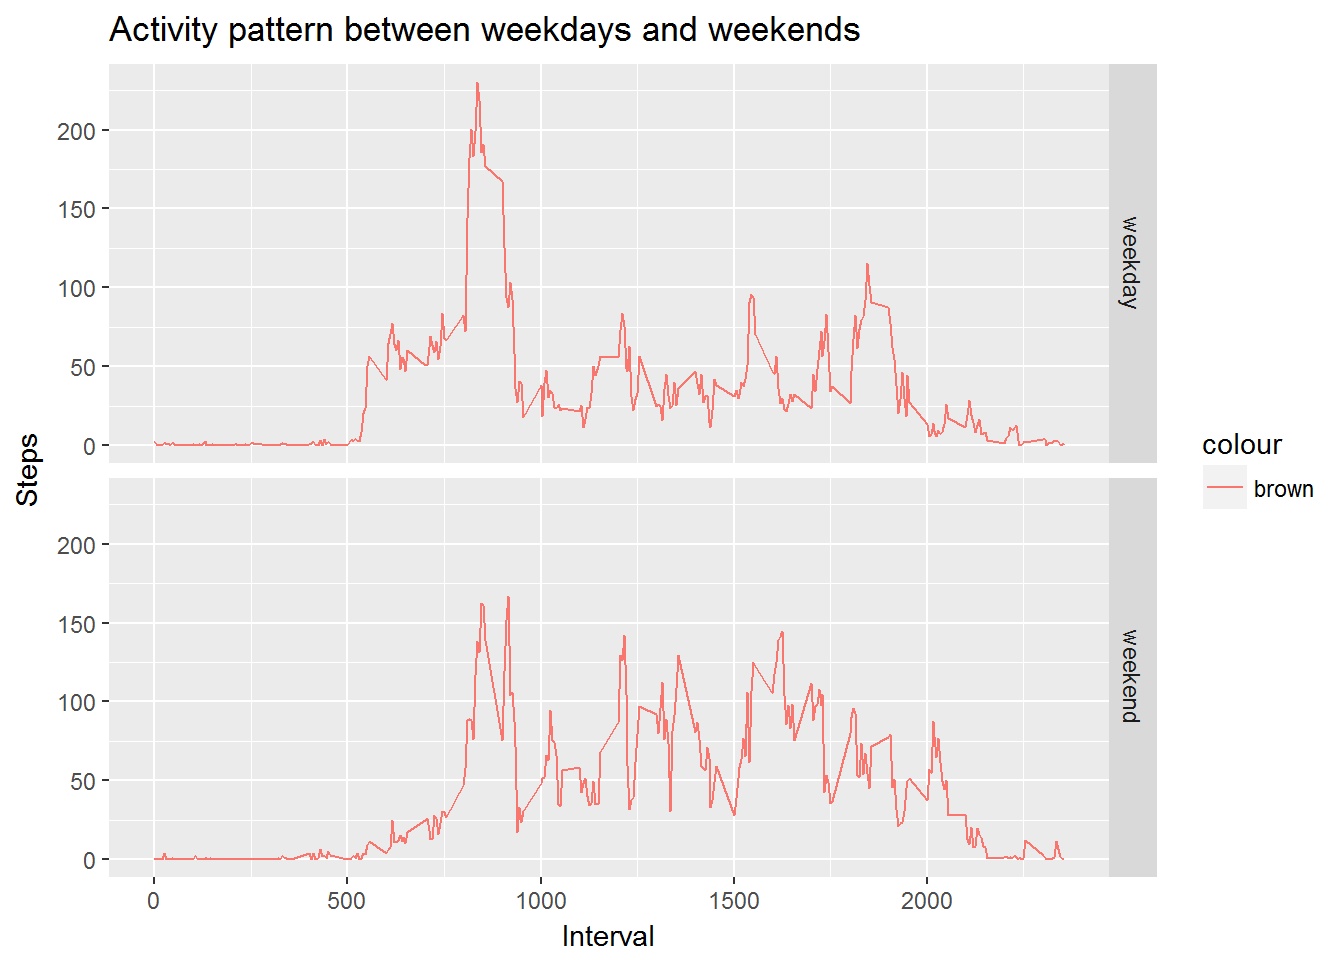 Activity pattern between weekdays and weekends
200
150
100
50
0
weekday
Steps
200
150
100
50
0
weekend
0 500 1000 1500 2000
Interval
colour
brown